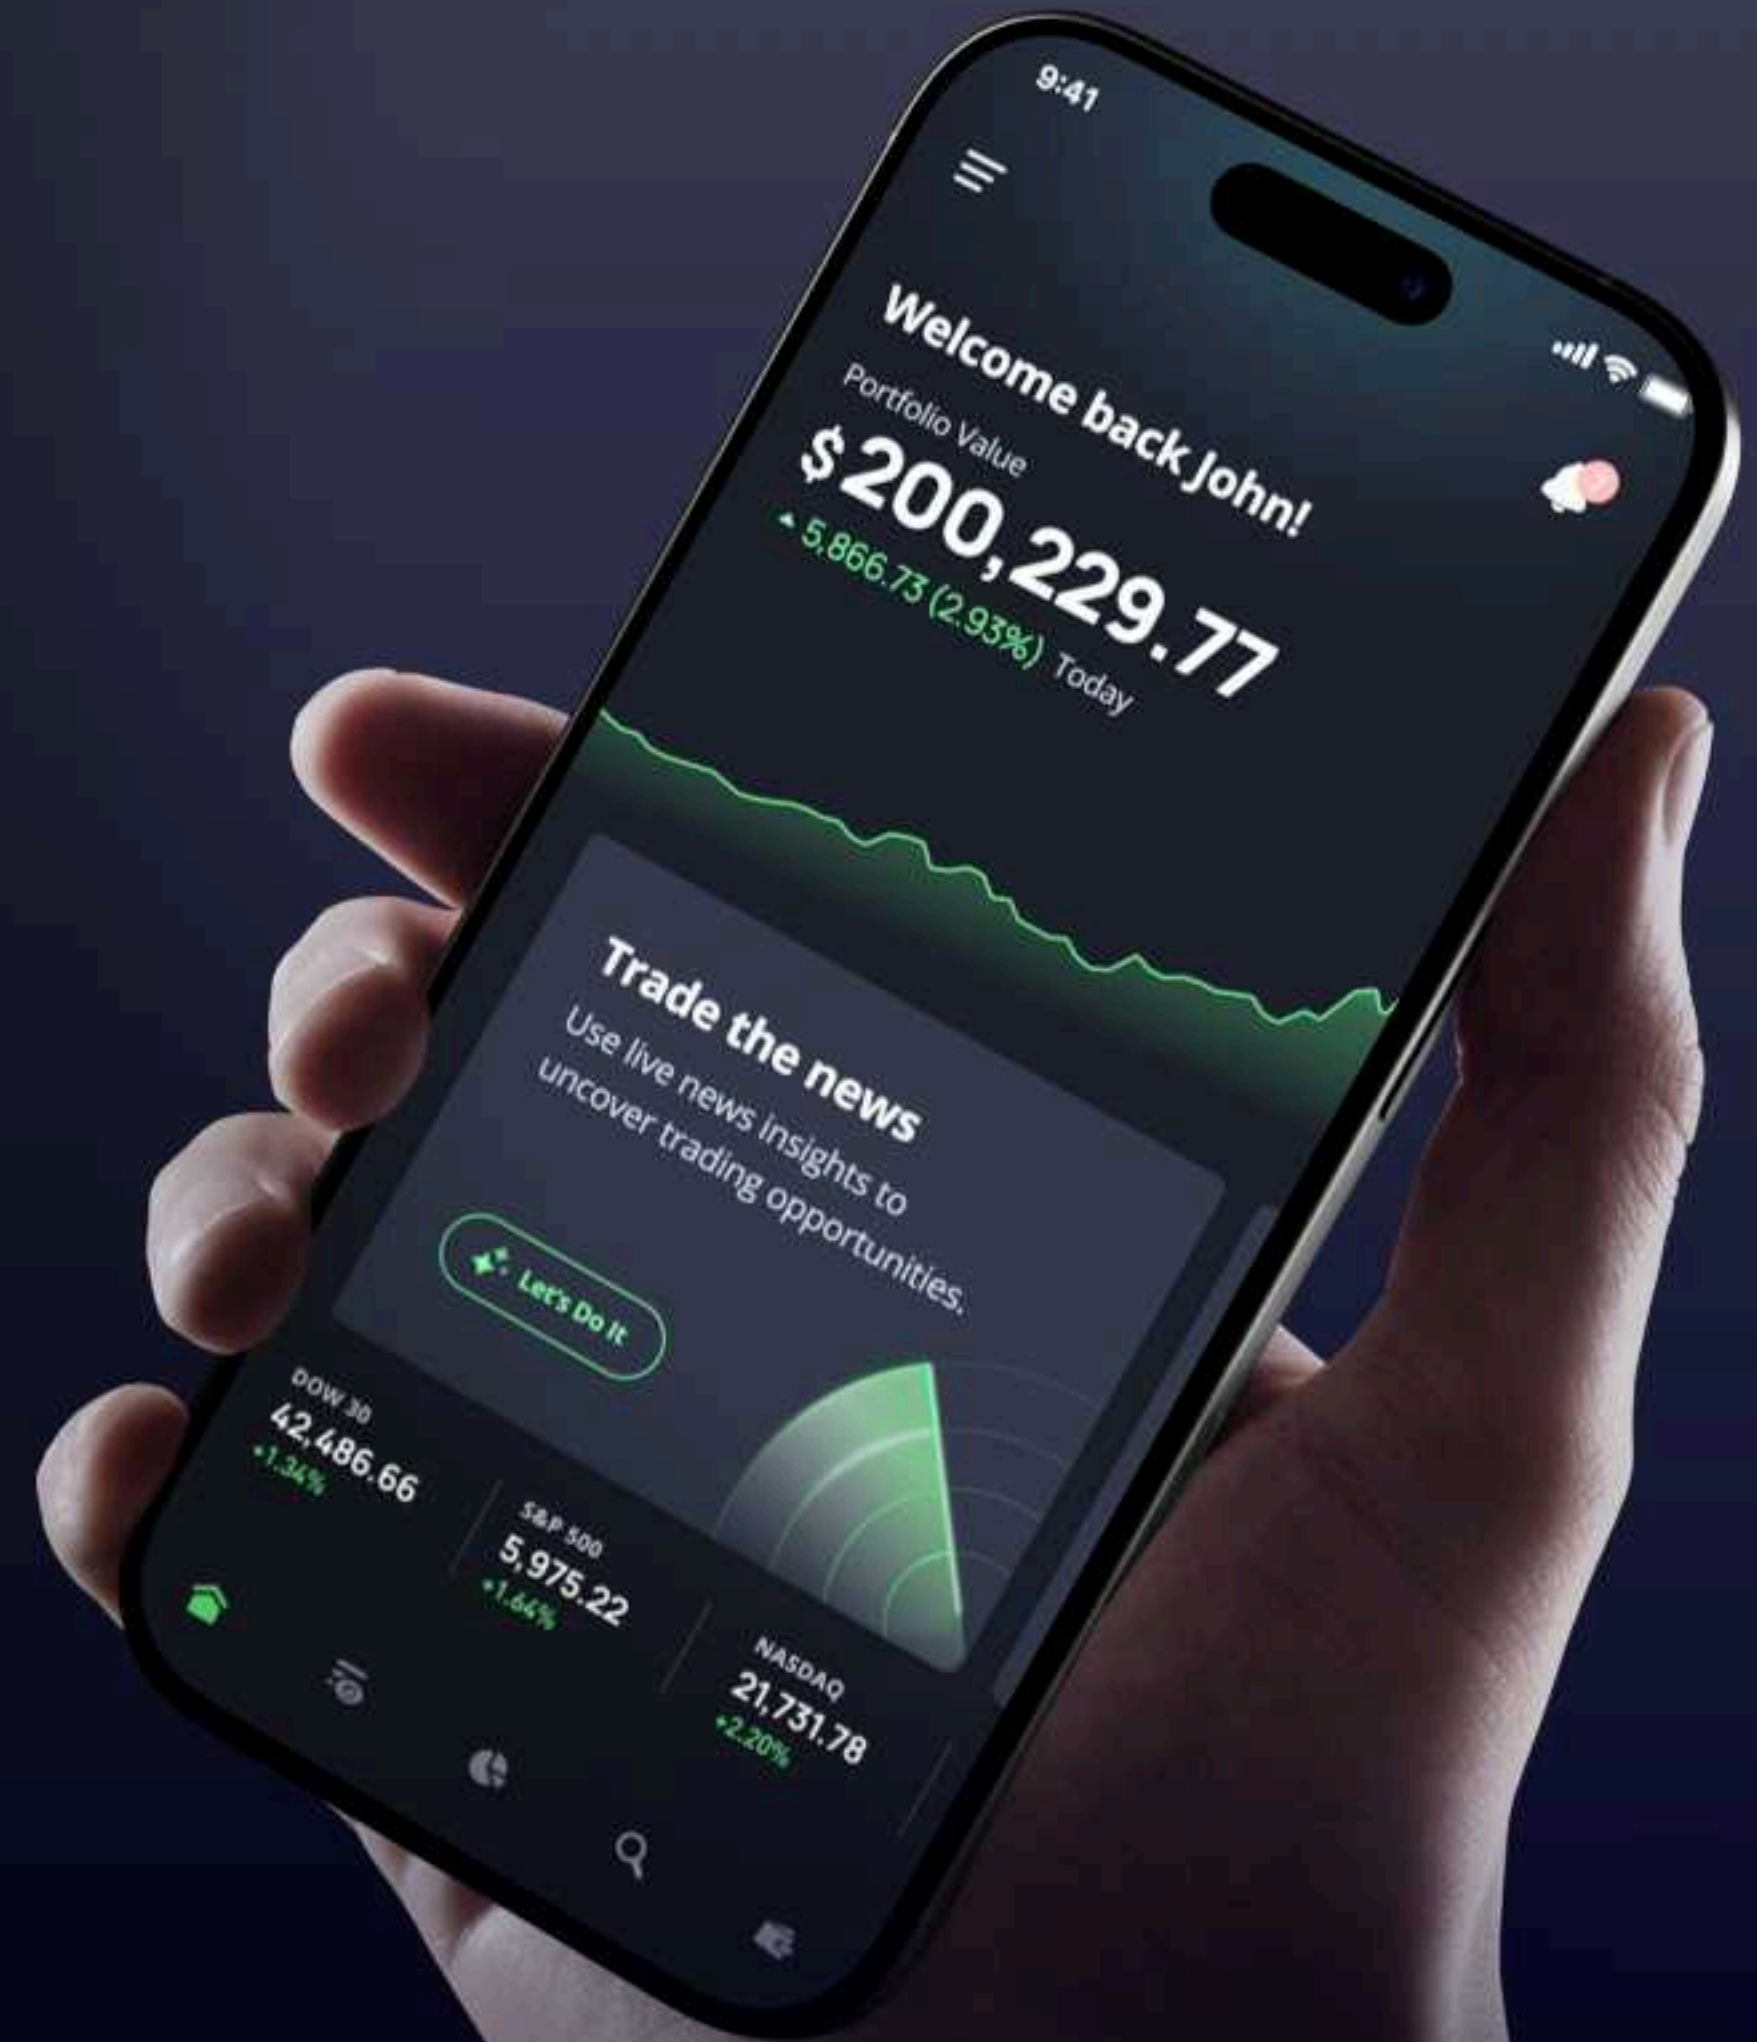 9:41
Welcome back John!
Portfolio Value
$200,229.77
5,866.73 (2.93%) Today
Trade the news
Use live news insights to
uncover trading opportunities.
Let's Do It
DOW 30
42,486.66
+1.34%
S&P 500
5,975.22
+1.64%
NASDAQ
21,731.78
+2.20%